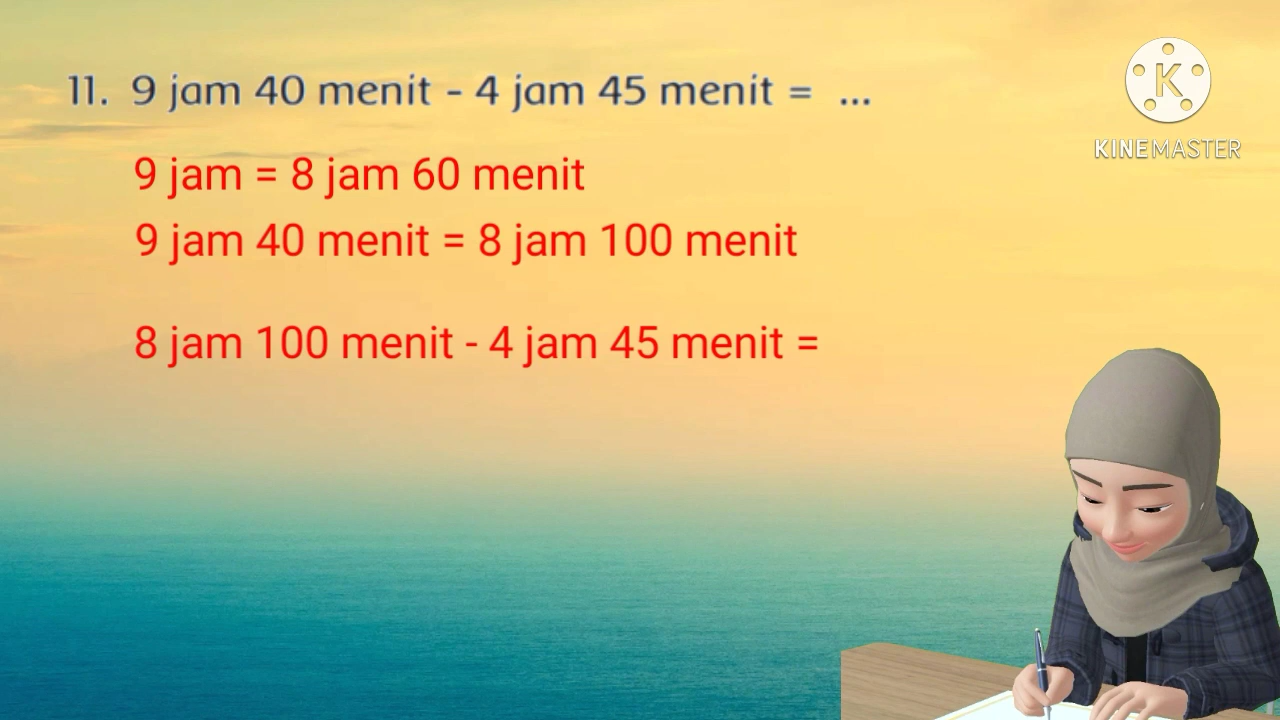 11. 9 jam 40 menit - 4 jam 45 menit = ...
9 jam = 8 jam 60 menit
9 jam 40 menit = 8 jam 100 menit
8 jam 100 menit - 4 jam 45 menit =
K
KINEMASTER